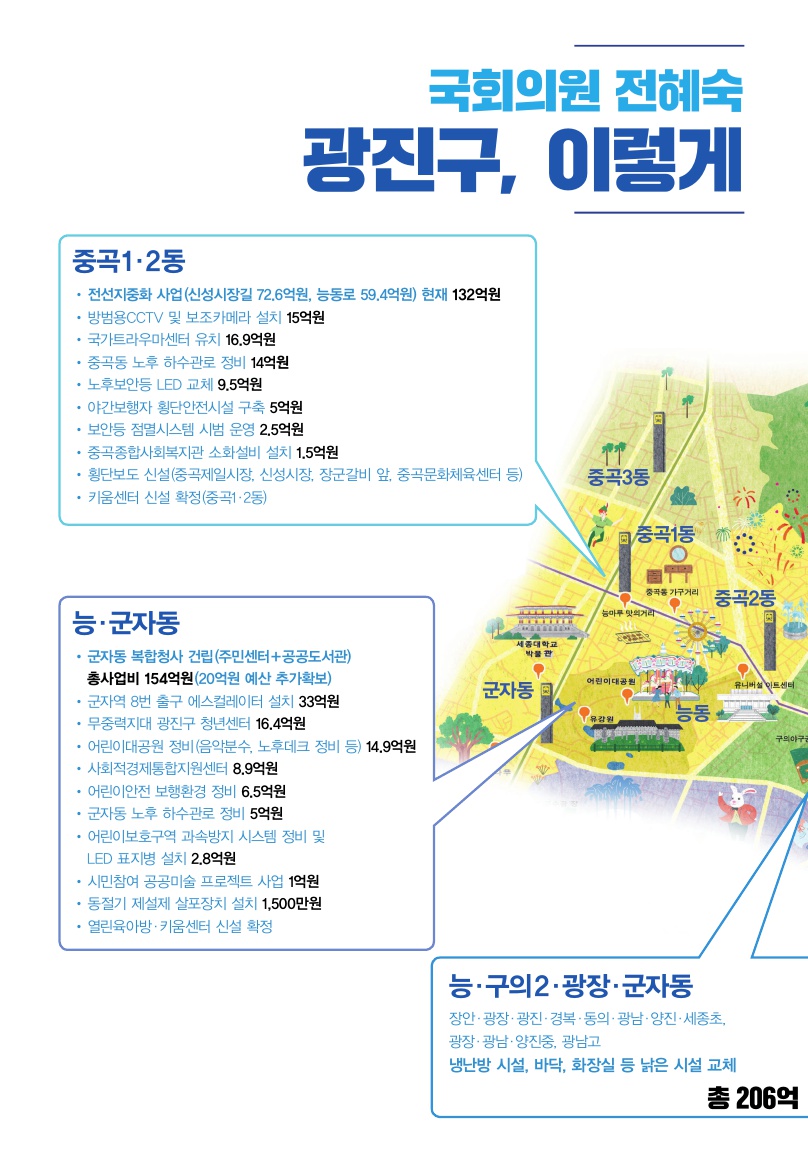 국회의원 전혜숙
광진구, 이렇게
중곡1·2동
• 전선지중화 사업(신성시장길 72.6억원, 능동로 59.4억원) 현재 132억원
• 방범용CCTV 및 보조카메라 설치 15억원
• 국가트라우마센터 유치 16.9억원
• 중곡동 노후 하수관로 정비 14억원
• 노후보안등 LED 교체 9.5억원
• 야간보행자 횡단안전시설 구축 5억원
• 보안등 점멸시스템 시범 운영 2.5억원
• 중곡종합사회복지관 소화설비 설치 1.5억원
• 횡단보도 신설(중곡제일시장, 신성시장, 장군갈비 앞, 중곡문화체육센터 등)
• 키움센터 신설 확정(중곡1·2동)
중곡3동
중곡1동
중곡동 가구거리
중곡2동
능마루 맛의거리
세종대학교
박물관
어린이대공원
유니버설 아트센터
군자동
능동
유강원
구의야구공
능·군자동
• 군자동 복합청사 건립(주민센터+공공도서관)
총사업비 154억원(20억원 예산 추가확보)
• 군자역 8번 출구 에스컬레이터 설치 33억원
• 무중력지대 광진구 청년센터 16.4억원
• 어린이대공원 정비(음악분수, 노후데크 정비 등) 14.9억원
• 사회적경제통합지원센터 8.9억원
• 어린이안전 보행환경 정비 6.5억원
• 군자동 노후 하수관로 정비 5억원
• 어린이보호구역 과속방지 시스템 정비 및
LED 표지병 설치 2.8억원
• 시민참여 공공미술 프로젝트 사업 1억원
• 동절기 제설제 살포장치 설치 1,500만원
• 열린육아방·키움센터 신설 확정
능·구의2·광장·군자동
장안·광장·광진·경복·동의·광남·양진·세종초,
광장·광남·양진중, 광남고
냉난방 시설, 바닥, 화장실 등 낡은 시설 교체
총 206억